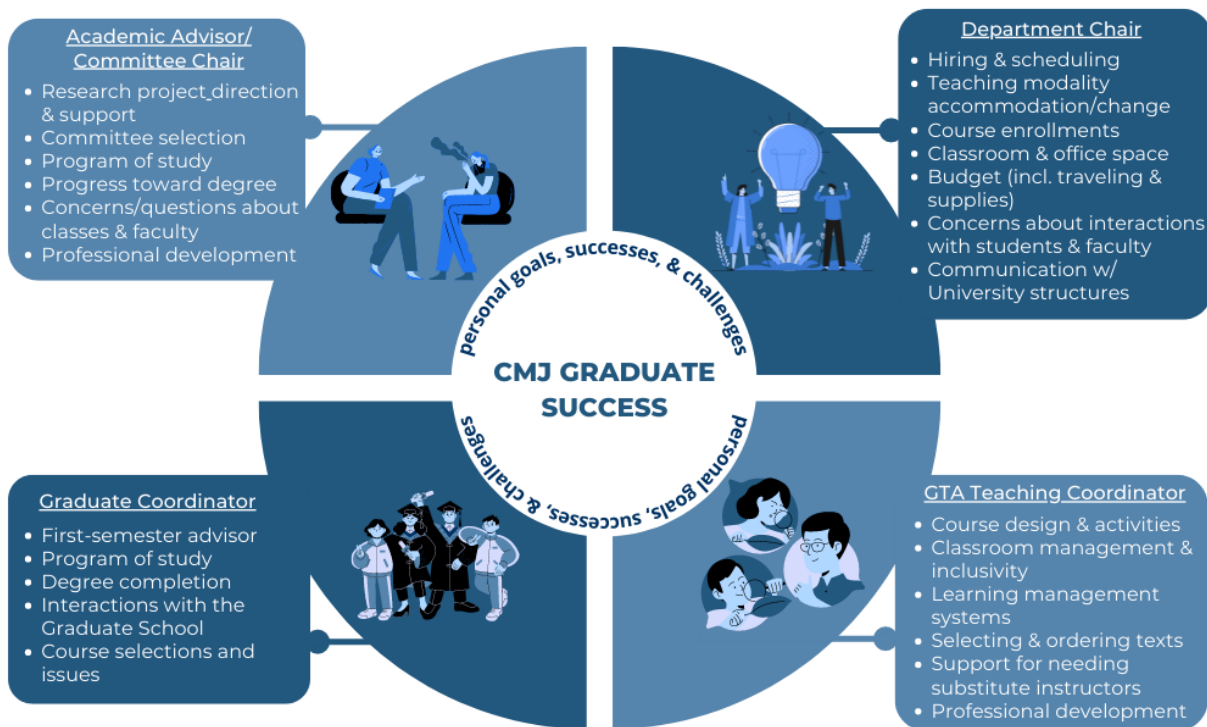 Academic Advisor/
Committee Chair
• Research project direction
& support
• Committee selection
• Program of study
• Progress toward degree
• Concerns/questions about
classes & faculty
• Professional development
Department Chair
• Hiring & scheduling
• Teaching modality
accommodation/change
• Course enrollments
• Classroom & office space
• Budget (incl. traveling &
supplies)
• Concerns about interactions
with students & faculty
• Communication w/
University structures
personal goals, successes, & challenges
CMJ GRADUATE
SUCCESS
personal goals, successes, & challenges
Graduate Coordinator
• First-semester advisor
• Program of study
• Degree completion
• Interactions with the
Graduate School
• Course selections and
issues
GTA Teaching Coordinator
• Course design & activities
• Classroom management &
inclusivity
• Learning management
systems
• Selecting & ordering texts
• Support for needing
substitute instructors
• Professional development